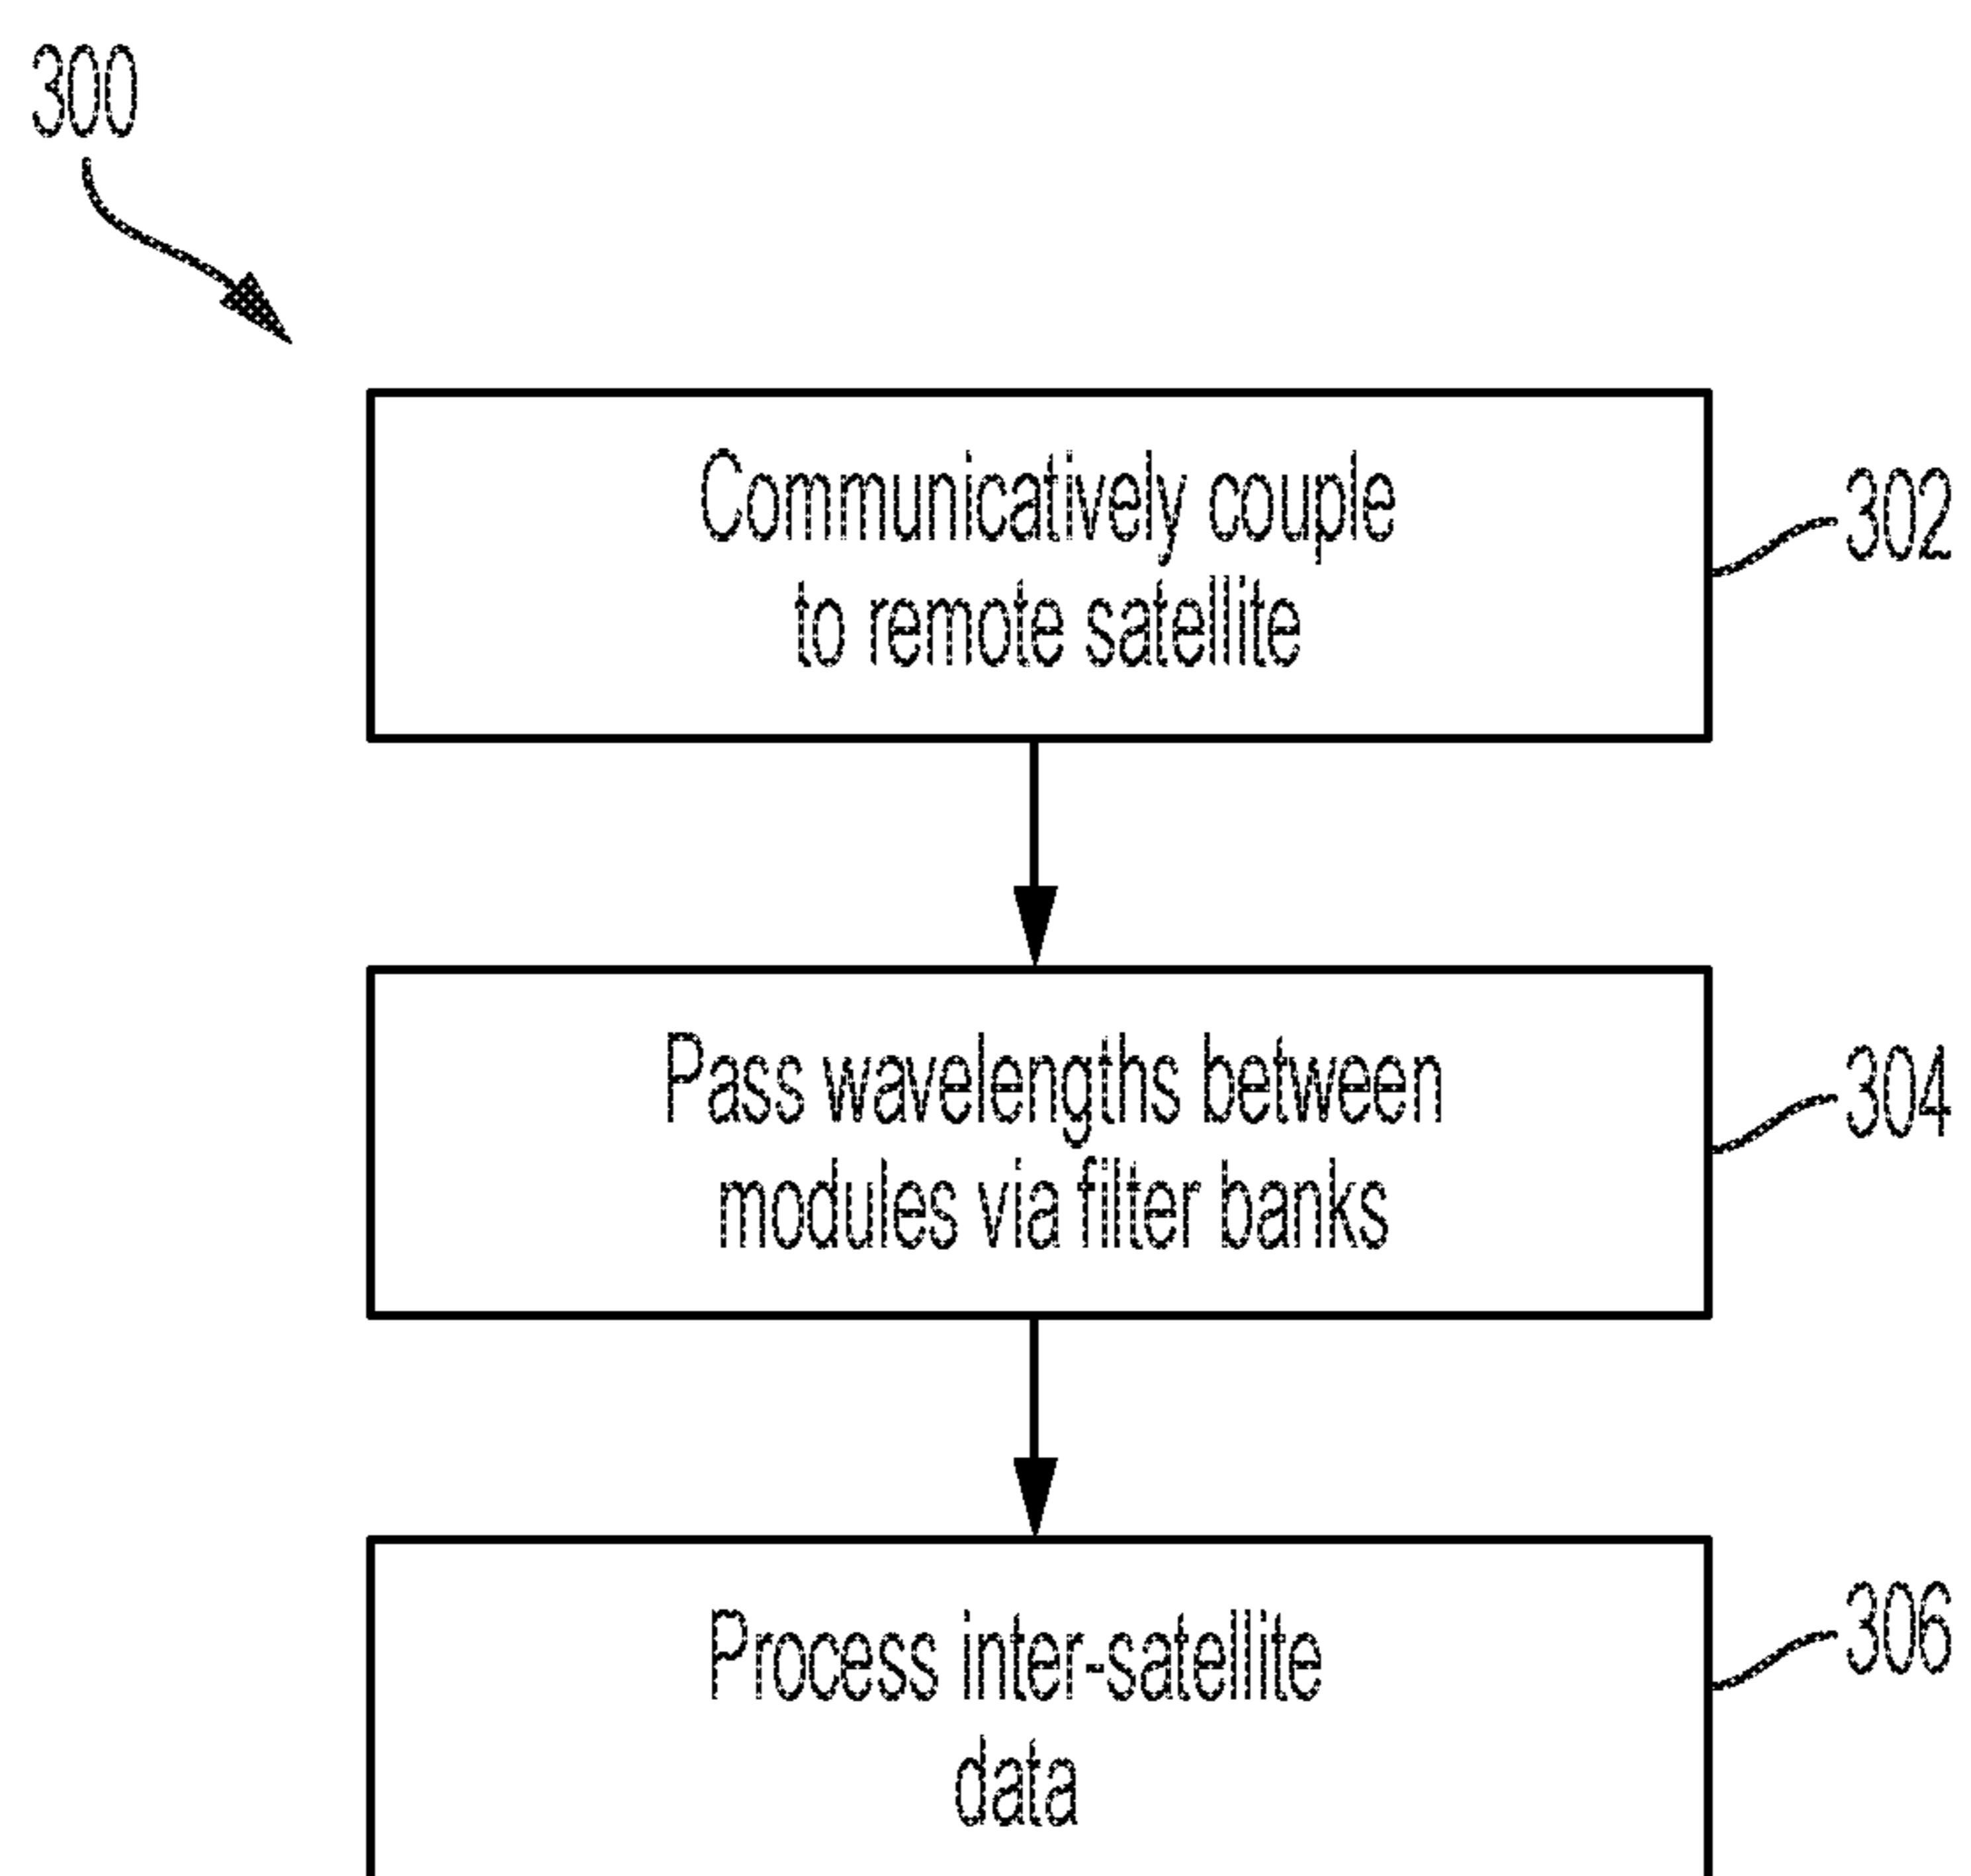 300
Communicatively couple
to remote satellite
302
Pass wavelengths between
modules via filter banks
304
Process inter-satellite
data
306